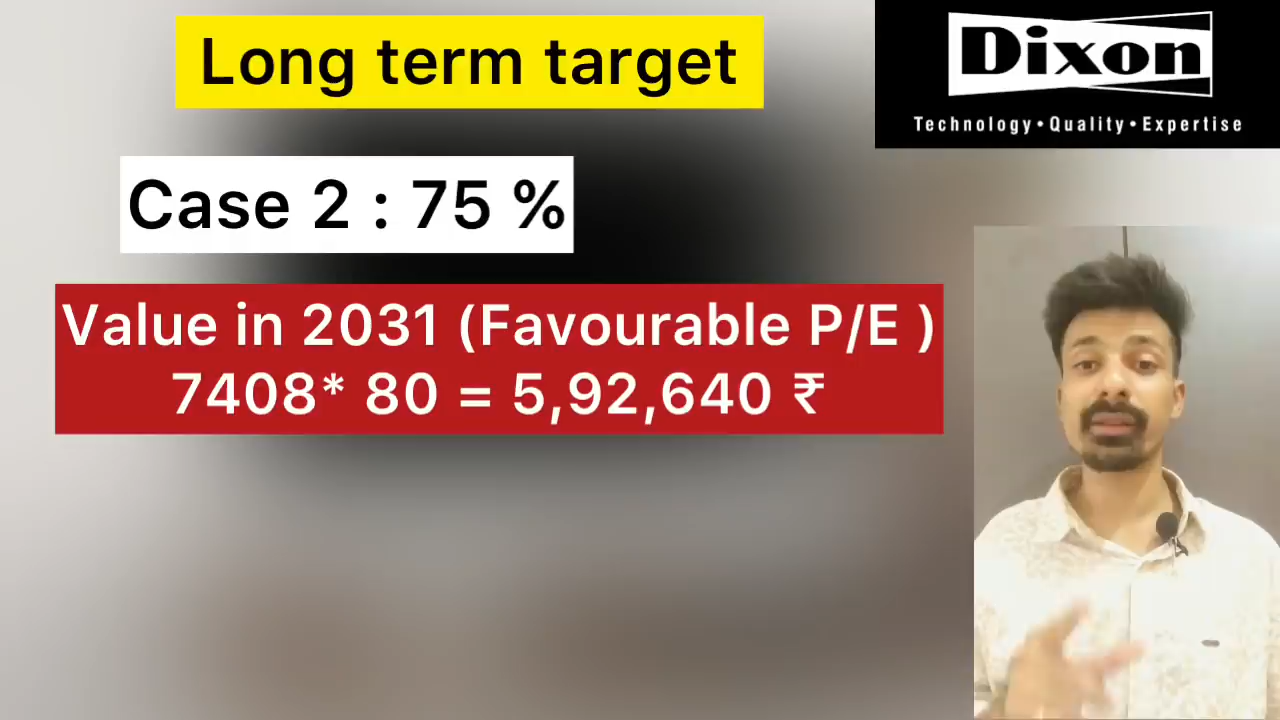 Long term target
Dixon
Technology•Quality•Expertise
Case 2 : 75 %
Value in 2031 (Favourable P/E )
7408* 80 = 5,92,640 ₹